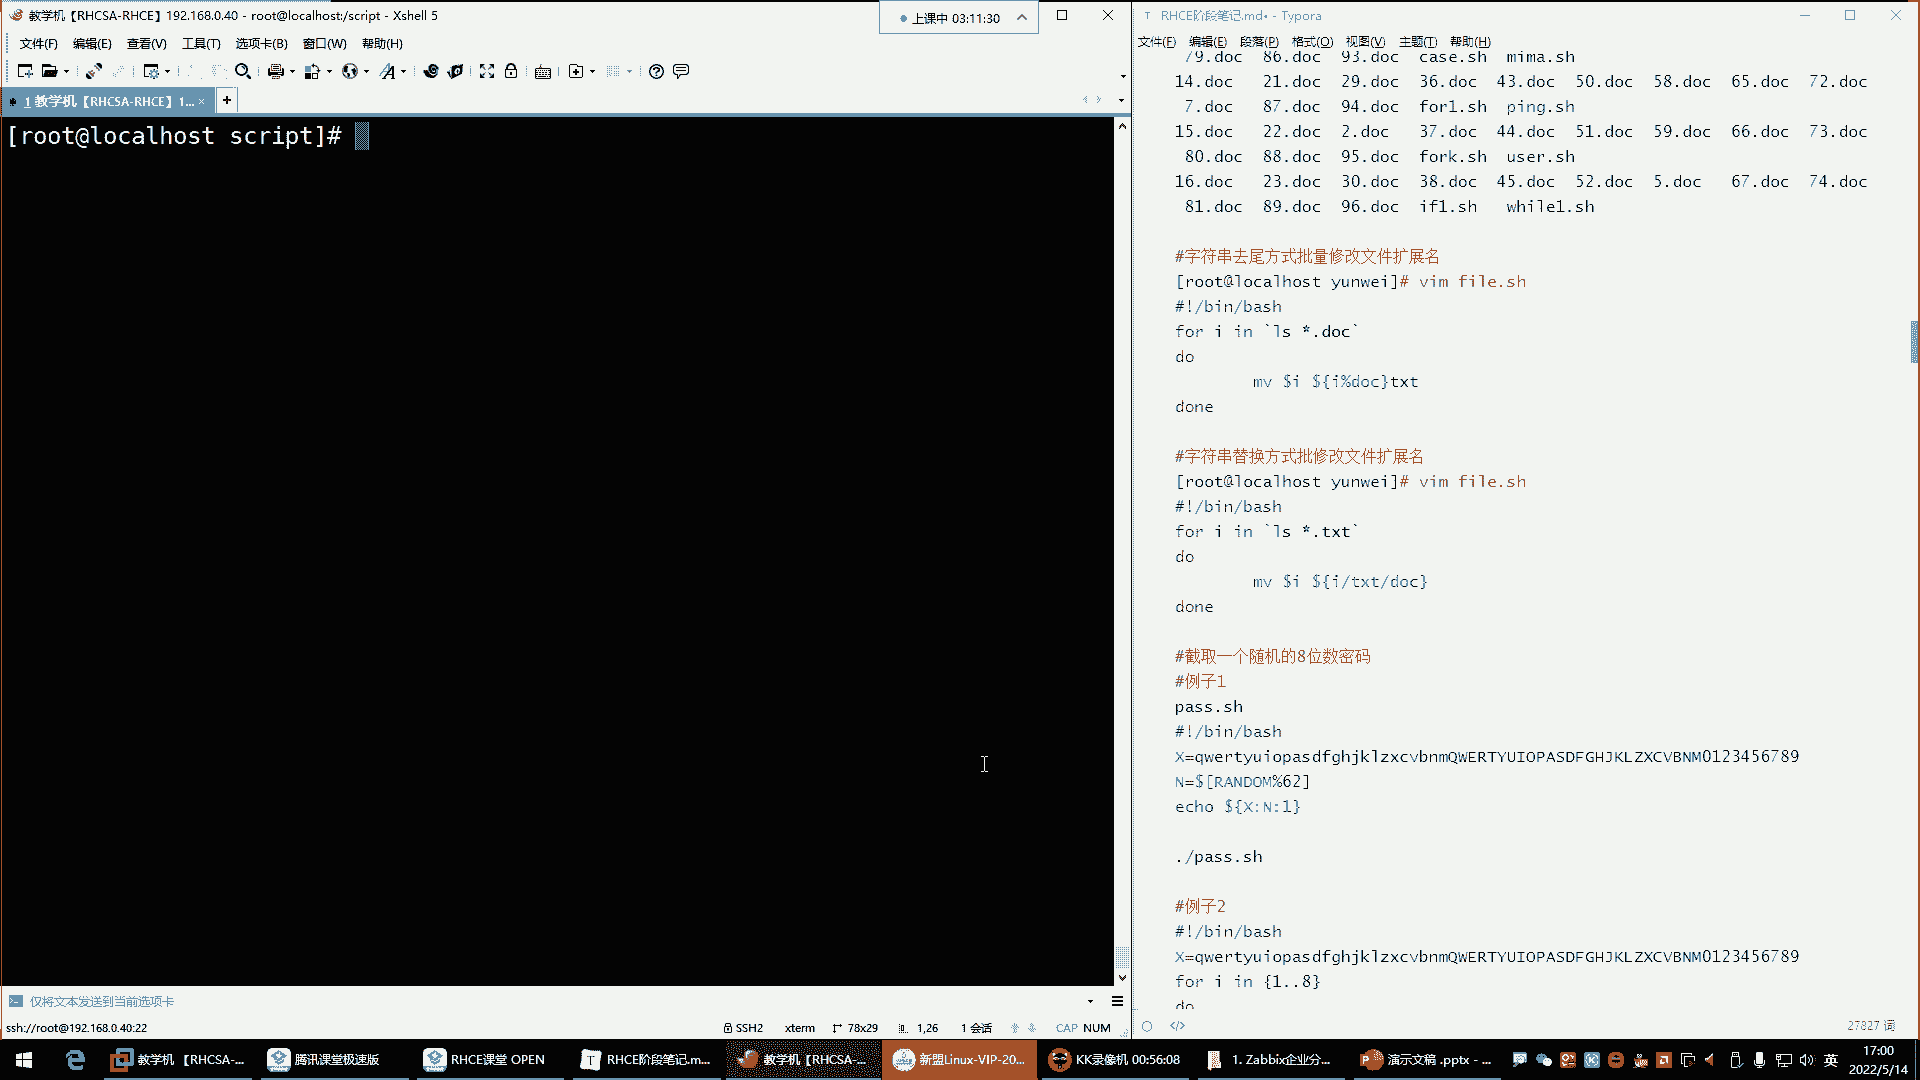 教学机【RHCSA-RHCE】192.168.0.40 - root@localhost:/script - Xshell 5
上课中 03:11:30
文件(F) 编辑(E) 查看(V) 工具(T) 选项卡(B) 窗口(W) 帮助(H)
1 教学机【RHCSA-RHCE】1...
[root@localhost script]#
仅将文本发送到当前选项卡
ssh://root@192.168.0.40:22 SSH2 xterm 78x29 1,26 1 会话 CAP NUM
RHCE阶段笔记.md• - Typora
文件(F) 编辑(E) 段落(P) 格式(O) 视图(V) 主题(T) 帮助(H)
79.doc 86.doc 93.doc case.sh mima.sh
14.doc 21.doc 29.doc 36.doc 43.doc 50.doc 58.doc 65.doc 72.doc
7.doc 87.doc 94.doc for1.sh ping.sh
15.doc 22.doc 2.doc 37.doc 44.doc 51.doc 59.doc 66.doc 73.doc
80.doc 88.doc 95.doc fork.sh user.sh
16.doc 23.doc 30.doc 38.doc 45.doc 52.doc 5.doc 67.doc 74.doc
81.doc 89.doc 96.doc if1.sh while1.sh
#字符串去尾方式批量修改文件扩展名
[root@localhost yunwei]# vim file.sh
#!/bin/bash
for i in `ls *.doc`
do
mv $i ${i%doc}txt
done
#字符串替换方式批修改文件扩展名
[root@localhost yunwei]# vim file.sh
#!/bin/bash
for i in `ls *.txt`
do
mv $i ${i/txt/doc}
done
#截取一个随机的8位数密码
#例子1
pass.sh
#!/bin/bash
X=qwertyuiopasdfghjklzxcvbnmQWERTYUIOPASDFGHJKLZXCVBNM0123456789
N=$[RANDOM%62]
echo ${X:N:1}
./pass.sh
#例子2
#!/bin/bash
X=qwertyuiopasdfghjklzxcvbnmQWERTYUIOPASDFGHJKLZXCVBNM0123456789
for i in {1..8}
do
27827 词
教学机 【RHCSA-...
腾讯课堂极速版
RHCE课堂 OPEN
RHCE阶段笔记.m...
教学机【RHCSA-...
新盟Linux-VIP-20...
KK录像机 00:56:08
1. Zabbix企业分...
演示文稿 .pptx - ...
英
17:00
2022/5/14